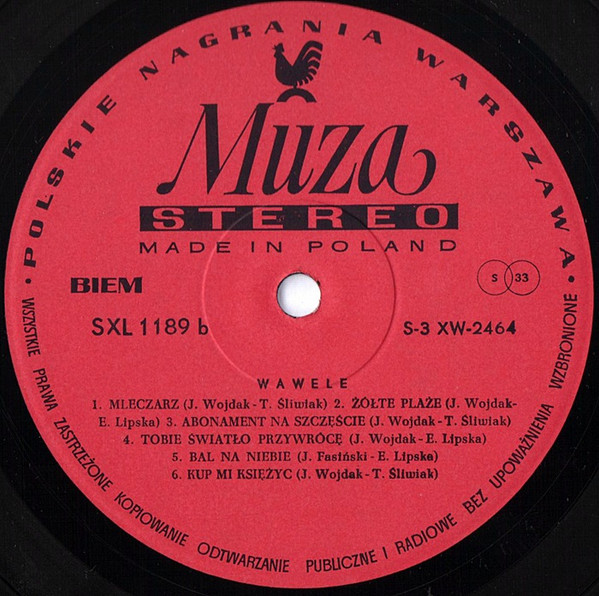 • POLSKIE NAGRANIA WARSZAWA •
Muza
STEREO
MADE IN POLAND
BIEM
S 33
SXL 1189 b
S-3 XW-2464
WAWELE
1. MLECZARZ (J. Wojdak - T. Śliwiak) 2. ŻÓŁTE PLAŻE (J. Wojdak-
E. Lipska) 3. ABONAMENT NA SZCZĘŚCIE (J. Wojdak - T. Śliwiak)
4. TOBIE ŚWIATŁO PRZYWRÓCĘ (J. Wojdak - E. Lipska)
5. BAL NA NIEBIE (J. Fasiński - E. Lipska)
6. KUP MI KSIĘŻYC (J. Wojdak - T. Śliwiak)
WSZYSTKIE PRAWA ZASTRZEŻONE KOPIOWANIE ODTWARZANIE PUBLICZNE I RADIOWE BEZ UPOWAŻNIENIA WZBRONIONE